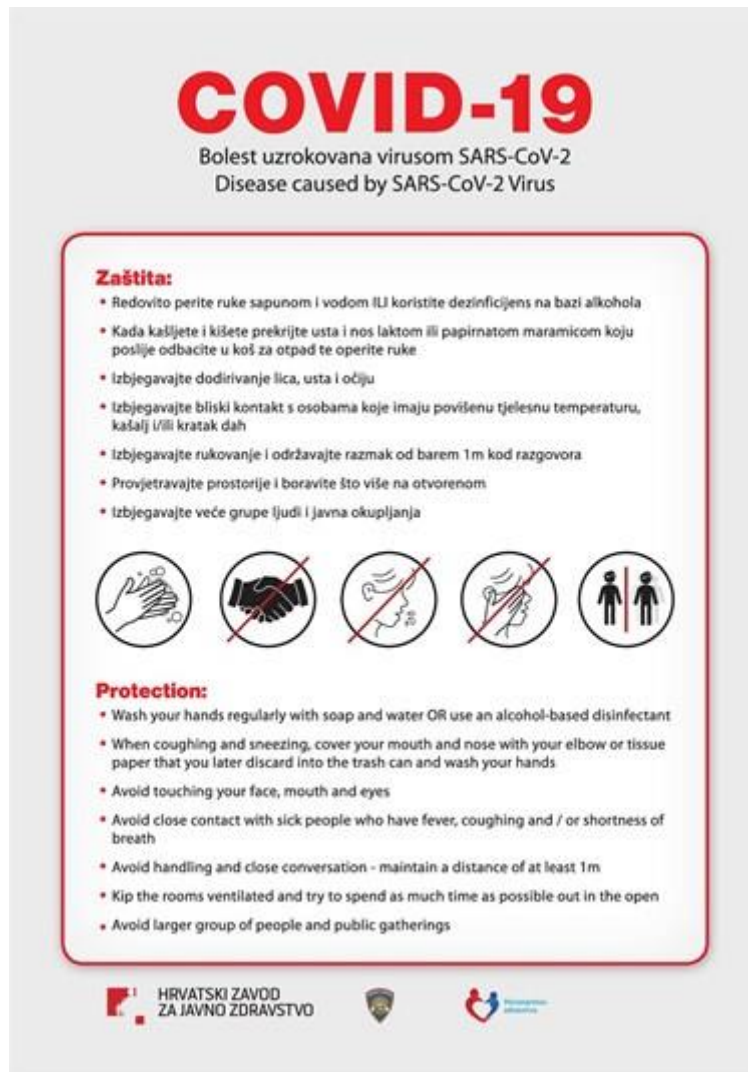 COVID-19
Bolest uzrokovana virusom SARS-CoV-2
Disease caused by SARS-CoV-2 Virus
Zaštita:
• Redovito perite ruke sapunom i vodom ILI koristite dezinficijens na bazi alkohola
• Kada kašljete i kišete prekrijte usta i nos laktom ili papirnatom maramicom koju
poslije odbacite u koš za otpad te operite ruke
• Izbjegavajte dodirivanje lica, usta i očiju
• Izbjegavajte bliski kontakt s osobama koje imaju povišenu tjelesnu temperaturu,
kašalj i/ili kratak dah
• Izbjegavajte rukovanje i održavajte razmak od barem 1m kod razgovora
• Provjetravajte prostorije i boravite što više na otvorenom
• Izbjegavajte veće grupe ljudi i javna okupljanja
Protection:
• Wash your hands regularly with soap and water OR use an alcohol-based disinfectant
• When coughing and sneezing, cover your mouth and nose with your elbow or tissue
paper that you later discard into the trash can and wash your hands
• Avoid touching your face, mouth and eyes
• Avoid close contact with sick people who have fever, coughing and / or shortness of
breath
• Avoid handling and close conversation - maintain a distance of at least 1m
• Kip the rooms ventilated and try to spend as much time as possible out in the open
• Avoid larger group of people and public gatherings
HRVATSKI ZAVOD
ZA JAVNO ZDRAVSTVO